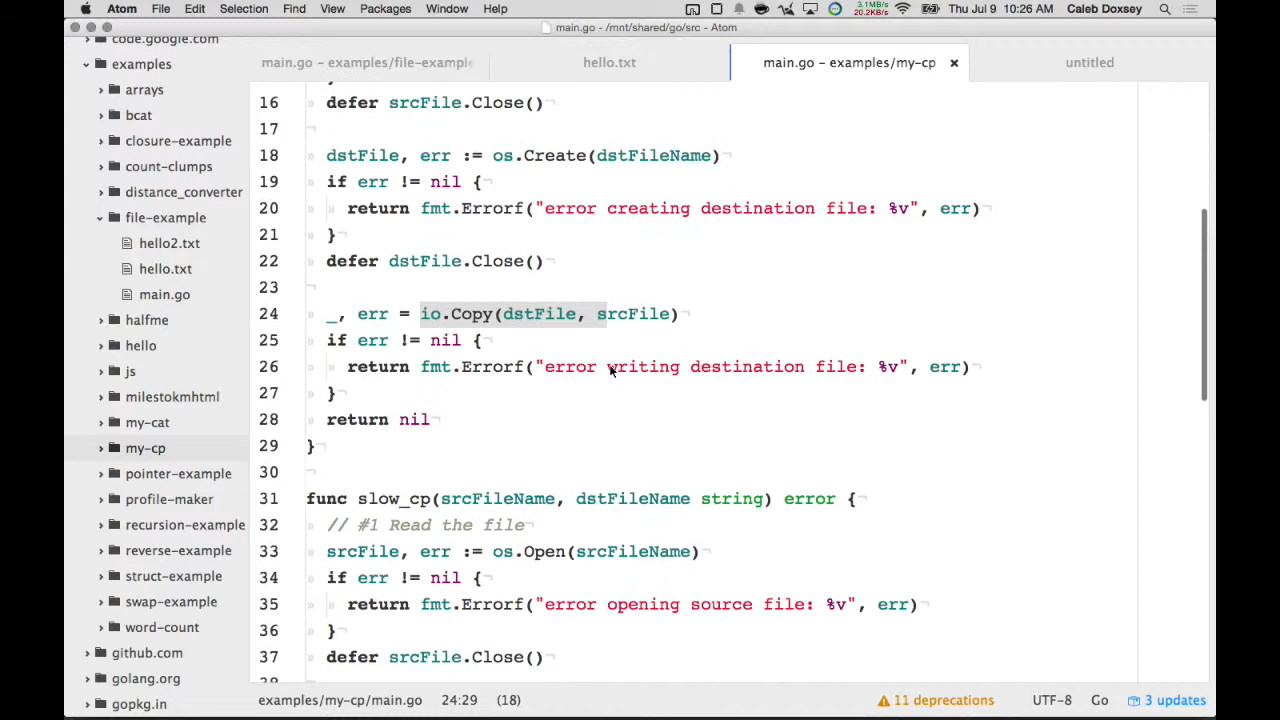 Atom File Edit Selection Find View Packages Window Help 3.1MB/s 20.2KB/s Thu Jul 9 10:26 AM Caleb Doxsey
main.go – /mnt/shared/go/src – Atom
code.google.com
examples
arrays
bcat
closure-example
count-clumps
distance_converter
file-example
hello2.txt
hello.txt
main.go
halfme
hello
js
milestokmhtml
my-cat
my-cp
pointer-example
profile-maker
recursion-example
reverse-example
struct-example
swap-example
word-count
github.com
golang.org
gopkg.in
main.go – examples/file-example hello.txt main.go – examples/my-cp untitled
16 defer srcFile.Close()
17
18 dstFile, err := os.Create(dstFileName)
19 if err != nil {
20 return fmt.Errorf("error creating destination file: %v", err)
21 }
22 defer dstFile.Close()
23
24 _, err = io.Copy(dstFile, srcFile)
25 if err != nil {
26 return fmt.Errorf("error writing destination file: %v", err)
27 }
28 return nil
29 }
30
31 func slow_cp(srcFileName, dstFileName string) error {
32 // #1 Read the file
33 srcFile, err := os.Open(srcFileName)
34 if err != nil {
35 return fmt.Errorf("error opening source file: %v", err)
36 }
37 defer srcFile.Close()
examples/my-cp/main.go 24:29 (18) 11 deprecations UTF-8 Go 3 updates